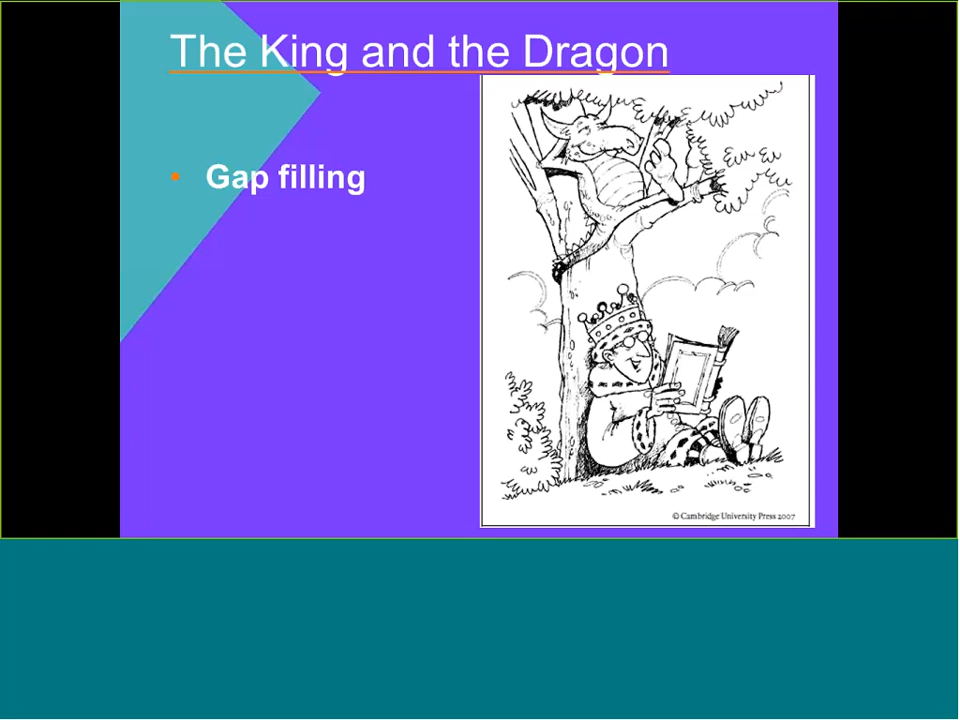 The King and the Dragon
• Gap filling
© Cambridge University Press 2007